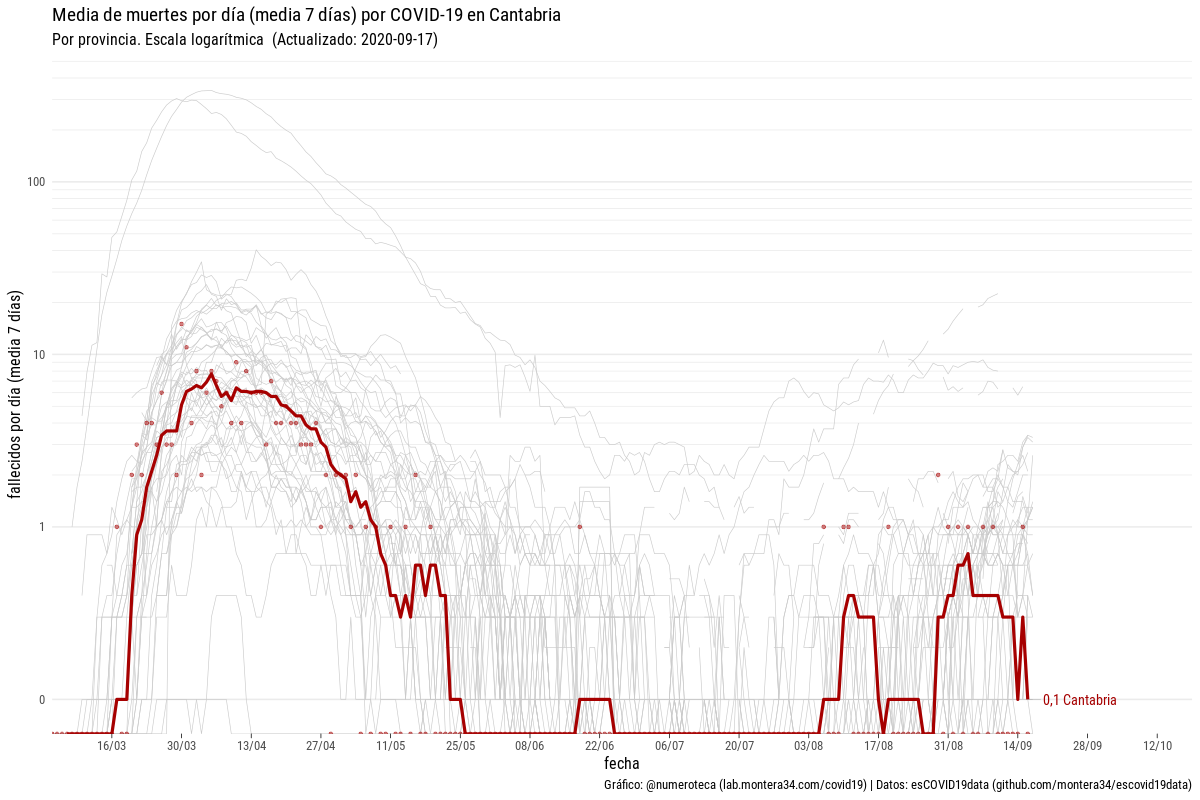 Media de muertes por día (media 7 días) por COVID-19 en Cantabria
Por provincia. Escala logarítmica  (Actualizado: 2020-09-17)
fallecidos por día (media 7 días)
100
10
1
0
0,1 Cantabria
16/03 30/03 13/04 27/04 11/05 25/05 08/06 22/06 06/07 20/07 03/08 17/08 31/08 14/09 28/09 12/10
fecha
Gráfico: @numeroteca (lab.montera34.com/covid19) | Datos: esCOVID19data (github.com/montera34/escovid19data)